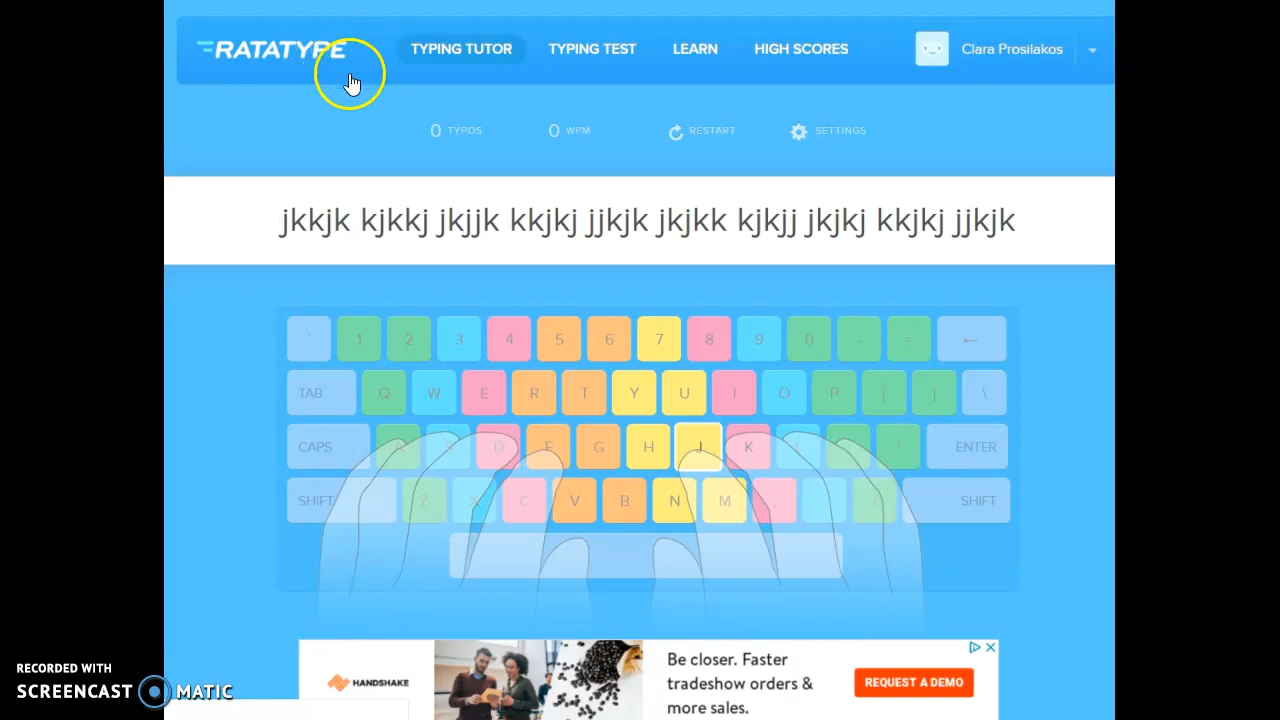 RATATYPE TYPING TUTOR TYPING TEST LEARN HIGH SCORES Clara Prosilakos
0 TYPOS 0 WPM RESTART SETTINGS
jkkjk kjkkj jkjjk kkjkj jjkjk jkjkk kjkjj jkjkj kkjkj jjkjk
` 1 2 3 4 5 6 7 8 9 0 - = ←
TAB Q W E R T Y U I O P [ ] \
CAPS A S D F G H J K L ' ENTER
SHIFT Z X C V B N M . / SHIFT
HANDSHAKE
Be closer. Faster
tradeshow orders &
more sales.
REQUEST A DEMO
RECORDED WITH
SCREENCAST MATIC